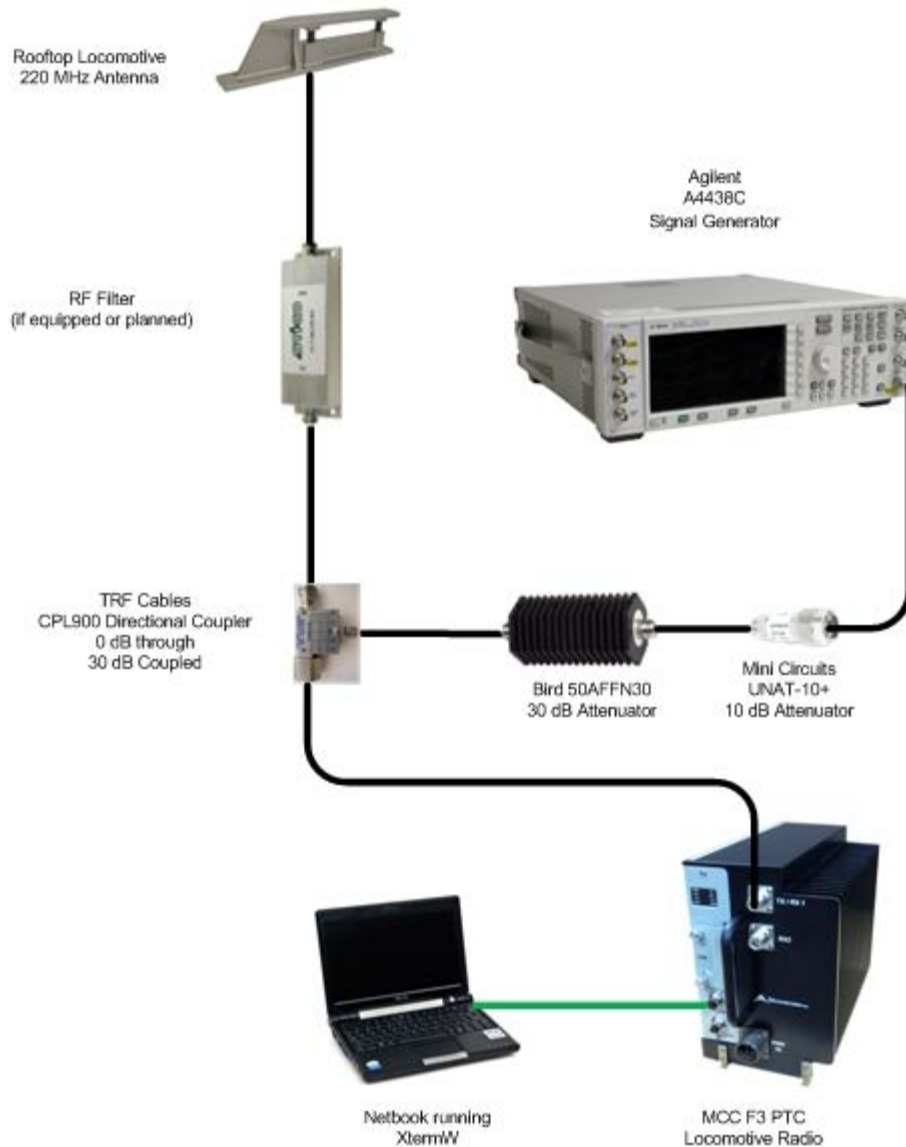 Rooftop Locomotive
220 MHz Antenna
Agilent
A4438C
Signal Generator
RF Filter
(if equipped or planned)
TRF Cables
CPL900 Directional Coupler
0 dB through
30 dB Coupled
Bird 50AFFN30
30 dB Attenuator
Mini Circuits
UNAT-10+
10 dB Attenuator
Netbook running
XtermW
MCC F3 PTC
Locomotive Radio